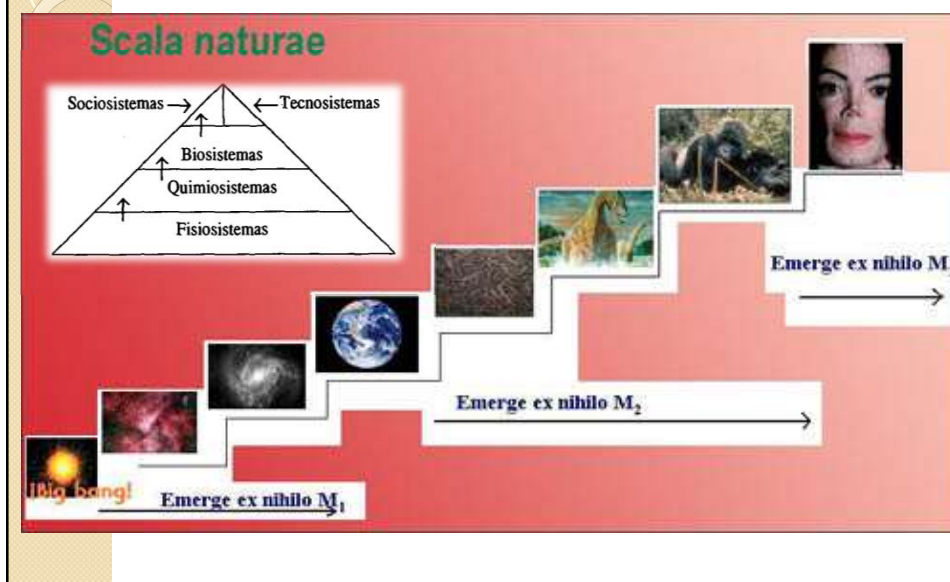 Scala naturae
Sociosistemas
Tecnosistemas
Biosistemas
Quimiosistemas
Fisiosistemas
Emerge ex nihilo M
Emerge ex nihilo M₂
¡Big bang!
Emerge ex nihilo M₁